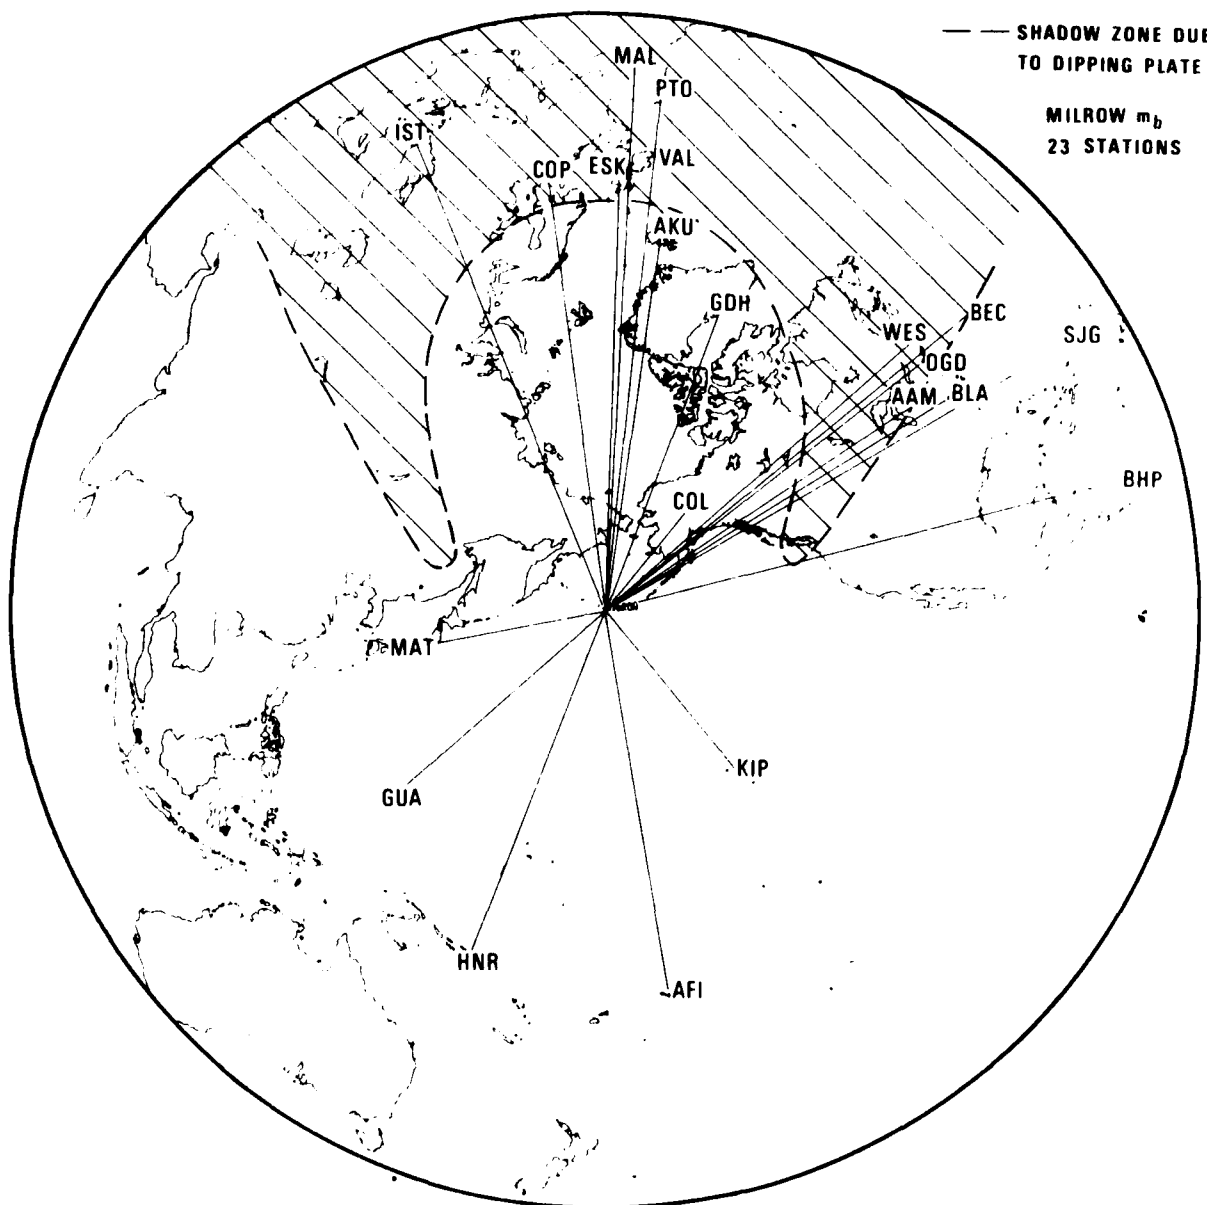 — — SHADOW ZONE DUE
TO DIPPING PLATE
MILROW mb
23 STATIONS
MAL
PTO
IST
COP
ESK
VAL
AKU
GDH
WES
BEC
SJG
OGD
AAM
BLA
BHP
COL
MAT
KIP
GUA
HNR
AFI